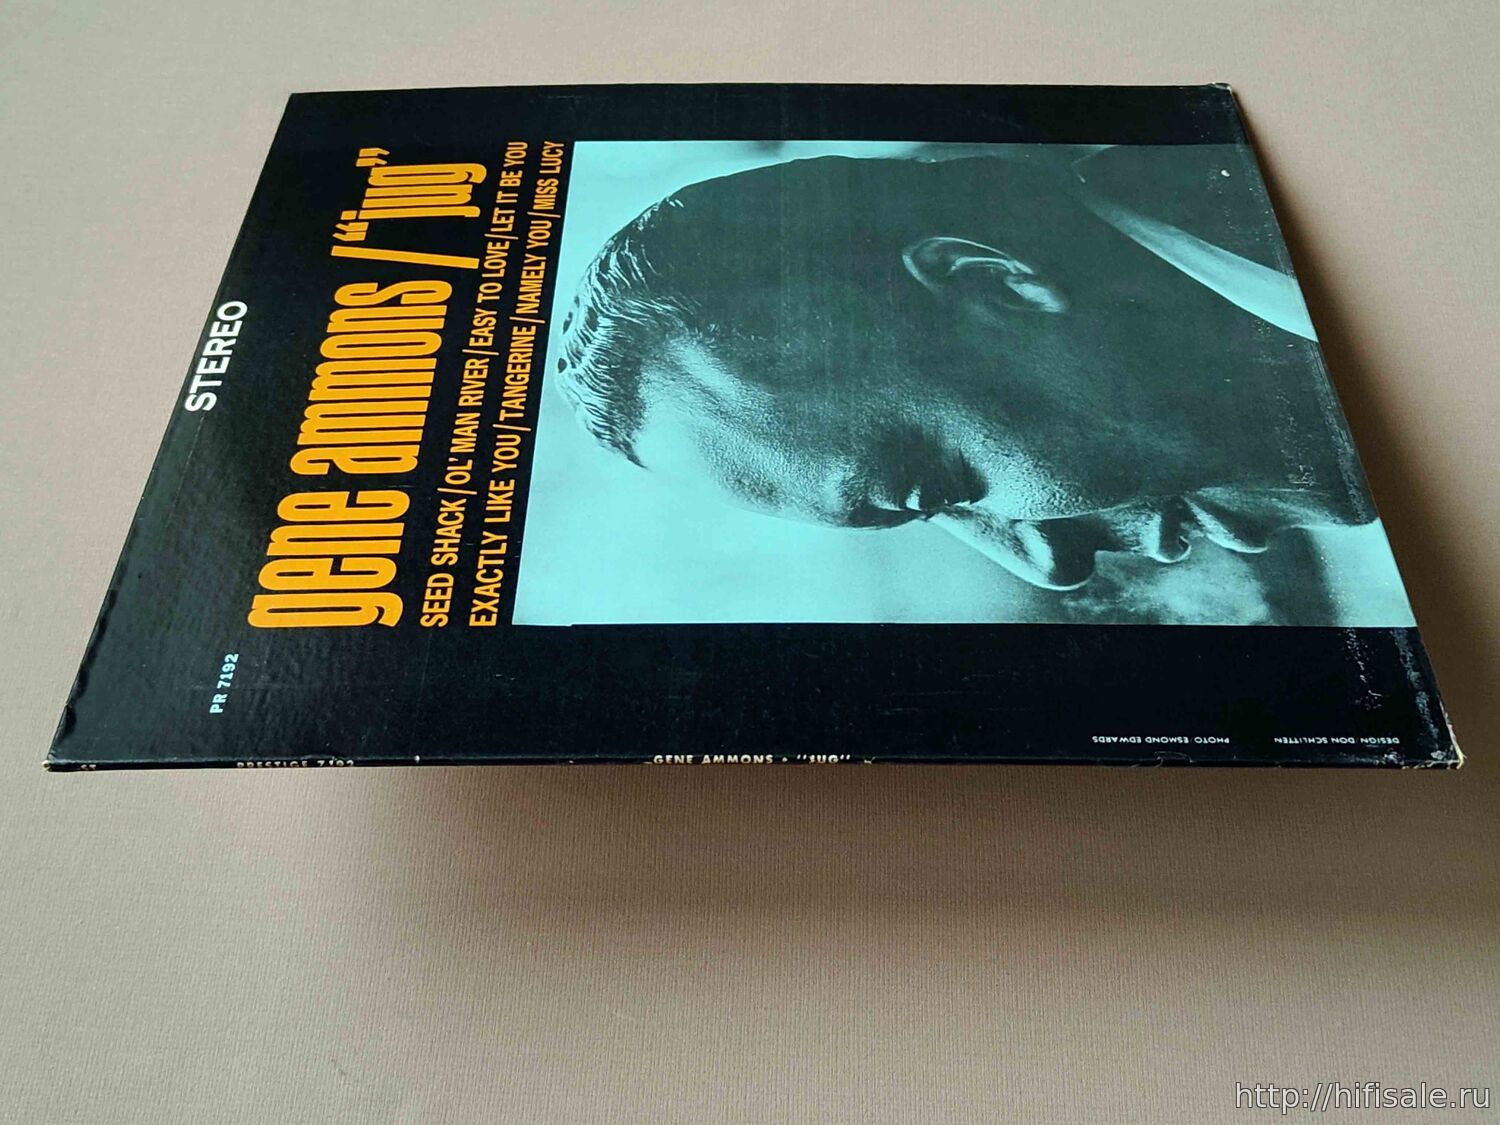 STEREO
PR 7192
gene ammons / "jug"
SEED SHACK / OL' MAN RIVER / EASY TO LOVE / LET IT BE YOU
EXACTLY LIKE YOU / TANGERINE / NAMELY YOU / MISS LUCY
PHOTO: ESMOND EDWARDS
DESIGN: DON SCHLITTEN
ST
PRESTIGE 7192
GENE AMMONS • "JUG"
http://hifisale.ru